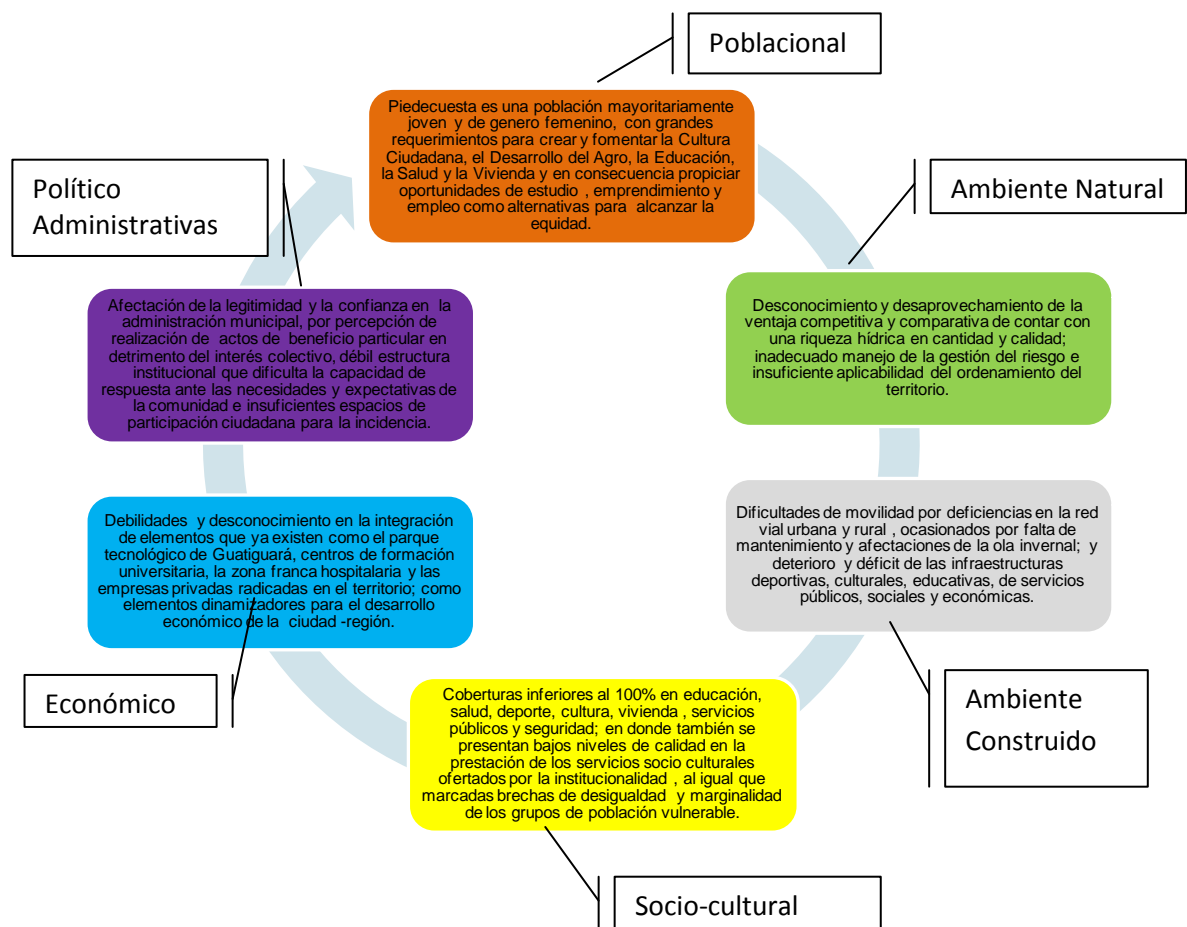 Poblacional
Piedecuesta es una población mayoritariamente
joven y de genero femenino, con grandes
requerimientos para crear y fomentar la Cultura
Ciudadana, el Desarrollo del Agro, la Educación,
la Salud y la Vivienda y en consecuencia propiciar
oportunidades de estudio , emprendimiento y
empleo como alternativas para alcanzar la
equidad.
Ambiente Natural
Desconocimiento y desaprovechamiento de la
ventaja competitiva y comparativa de contar con
una riqueza hídrica en cantidad y calidad;
inadecuado manejo de la gestión del riesgo e
insuficiente aplicabilidad del ordenamiento del
territorio.
Dificultades de movilidad por deficiencias en la red
vial urbana y rural , ocasionados por falta de
mantenimiento y afectaciones de la ola invernal; y
deterioro y déficit de las infraestructuras
deportivas, culturales, educativas, de servicios
públicos, sociales y económicas.
Ambiente
Construido
Coberturas inferiores al 100% en educación,
salud, deporte, cultura, vivienda , servicios
públicos y seguridad; en donde también se
presentan bajos niveles de calidad en la
prestación de los servicios socio culturales
ofertados por la institucionalidad , al igual que
marcadas brechas de desigualdad y marginalidad
de los grupos de población vulnerable.
Socio-cultural
Debilidades y desconocimiento en la integración
de elementos que ya existen como el parque
tecnológico de Guatiguará, centros de formación
universitaria, la zona franca hospitalaria y las
empresas privadas radicadas en el territorio; como
elementos dinamizadores para el desarrollo
económico de la ciudad -región.
Económico
Político
Administrativas
Afectación de la legitimidad y la confianza en la
administración municipal, por percepción de
realización de actos de beneficio particular en
detrimento del interés colectivo, débil estructura
institucional que dificulta la capacidad de
respuesta ante las necesidades y expectativas de
la comunidad e insuficientes espacios de
participación ciudadana para la incidencia.